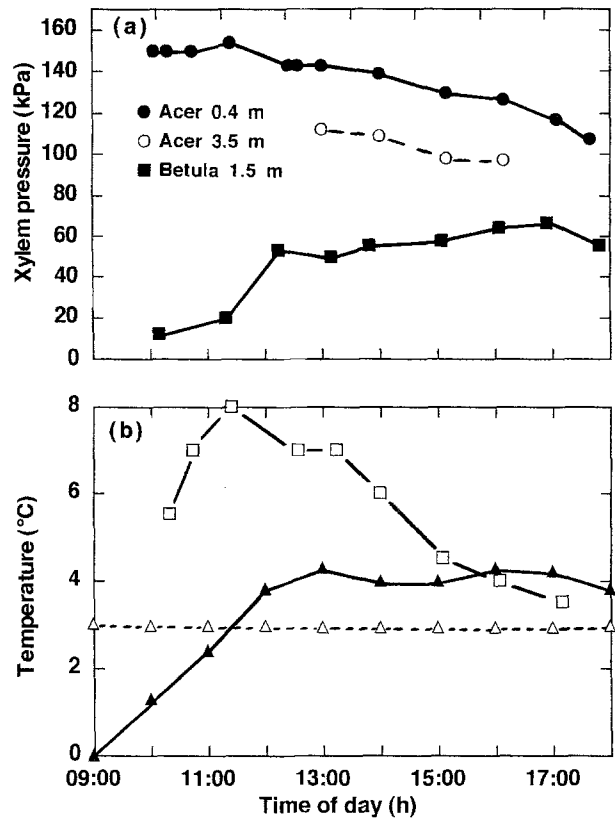 (a)
160
140
120
100
80
60
40
20
0
Xylem pressure (kPa)
Acer 0.4 m
Acer 3.5 m
Betula 1.5 m
(b)
8
6
4
2
0
Temperature (°C)
09:00 11:00 13:00 15:00 17:00
Time of day (h)